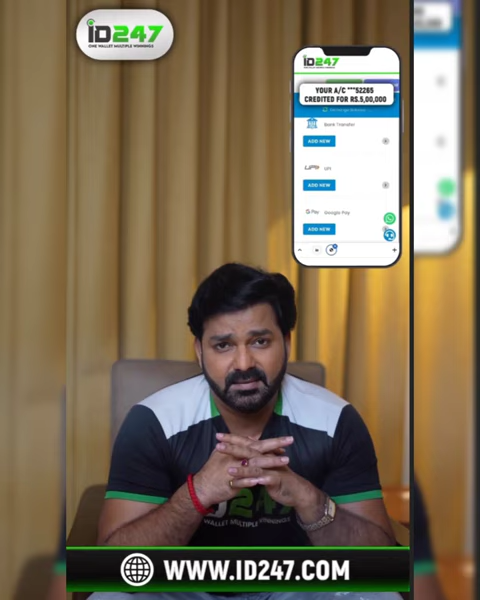 iD247
ONE WALLET MULTIPLE WINNINGS
iD247
YOUR A/C ***52265
CREDITED FOR RS.5,00,000
Bank Transfer
ADD NEW
UPI
ADD NEW
G Pay Google Pay
ADD NEW
WALLET MULTIPLE WINNINGS
WWW.ID247.COM